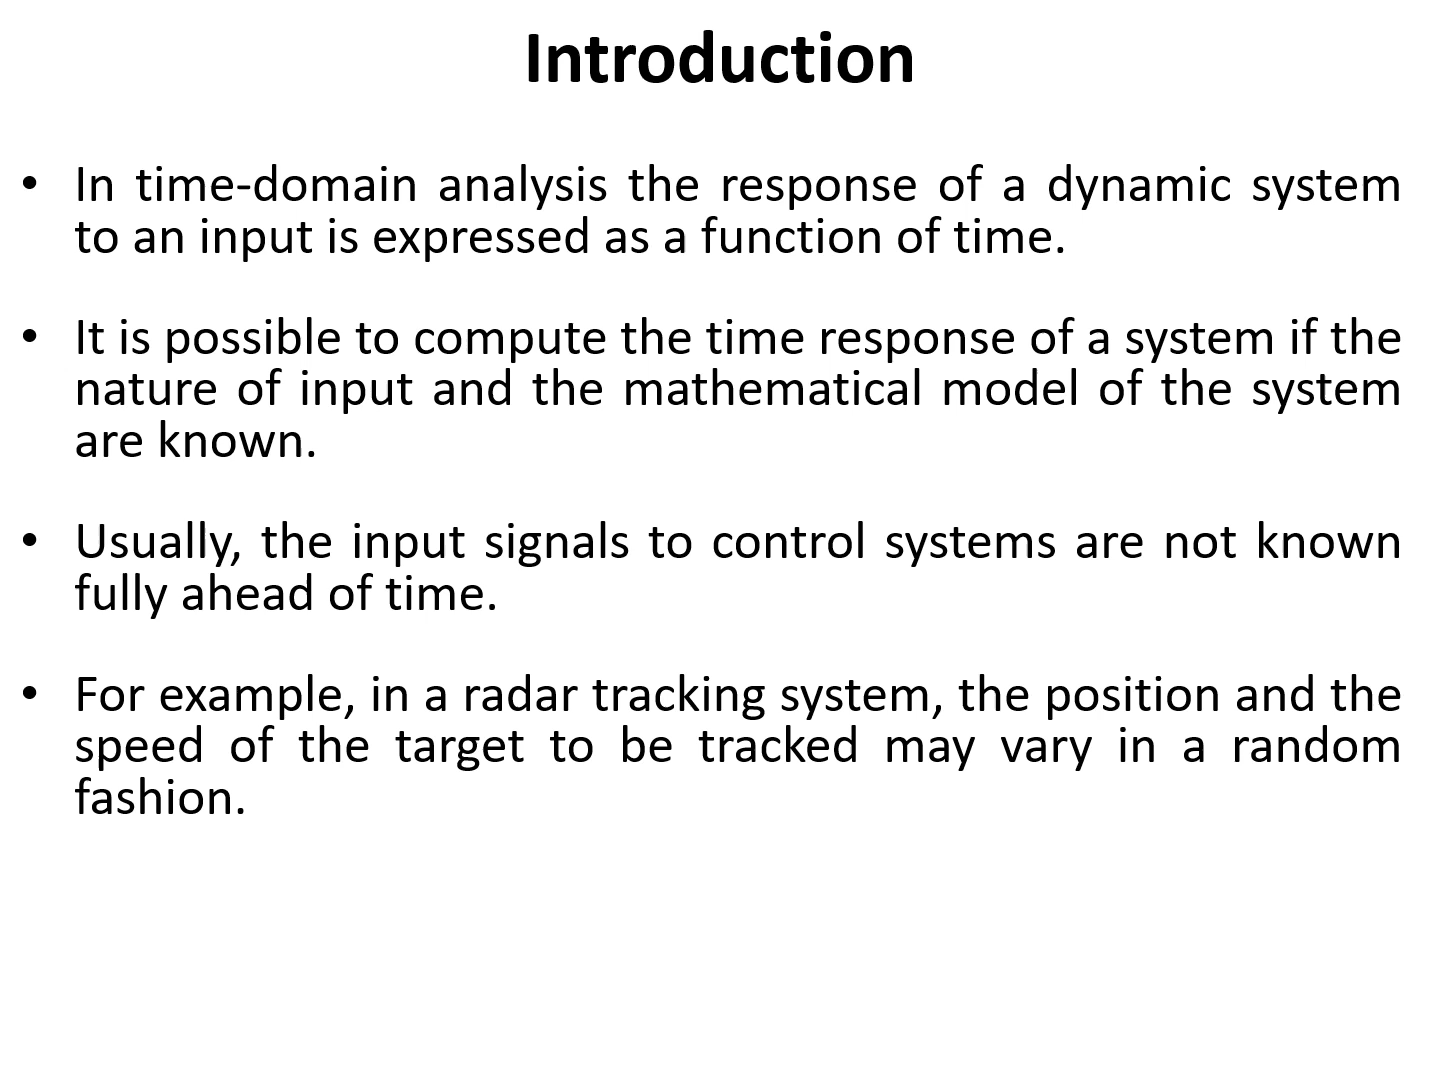 Introduction
• In time-domain analysis the response of a dynamic system
to an input is expressed as a function of time.
• It is possible to compute the time response of a system if the
nature of input and the mathematical model of the system
are known.
• Usually, the input signals to control systems are not known
fully ahead of time.
• For example, in a radar tracking system, the position and the
speed of the target to be tracked may vary in a random
fashion.